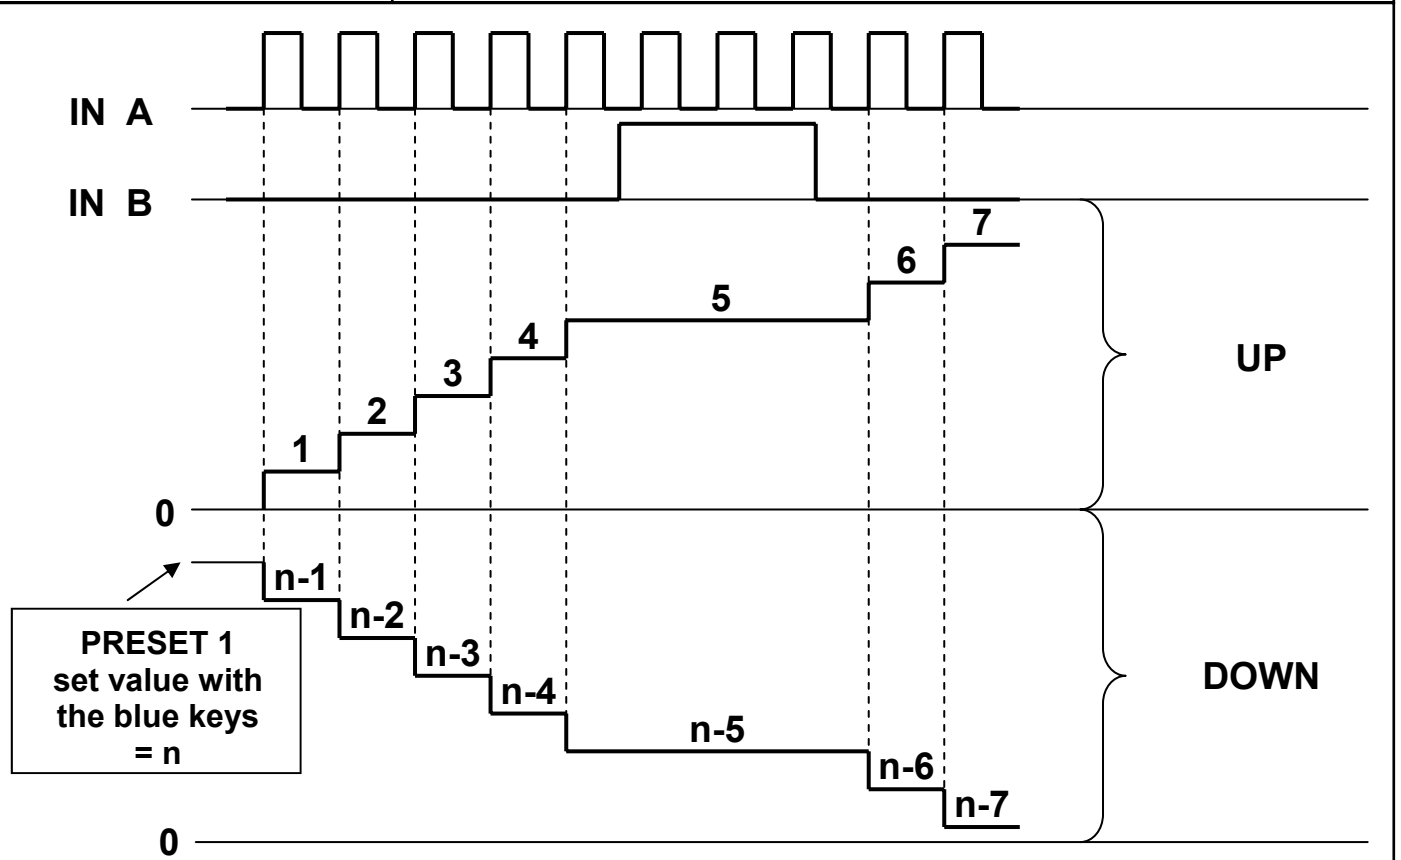 IN A
IN B
7
6
5
4
3
2
1
UP
0
n-1
n-2
n-3
n-4
n-5
n-6
n-7
PRESET 1
set value with
the blue keys
= n
DOWN
0